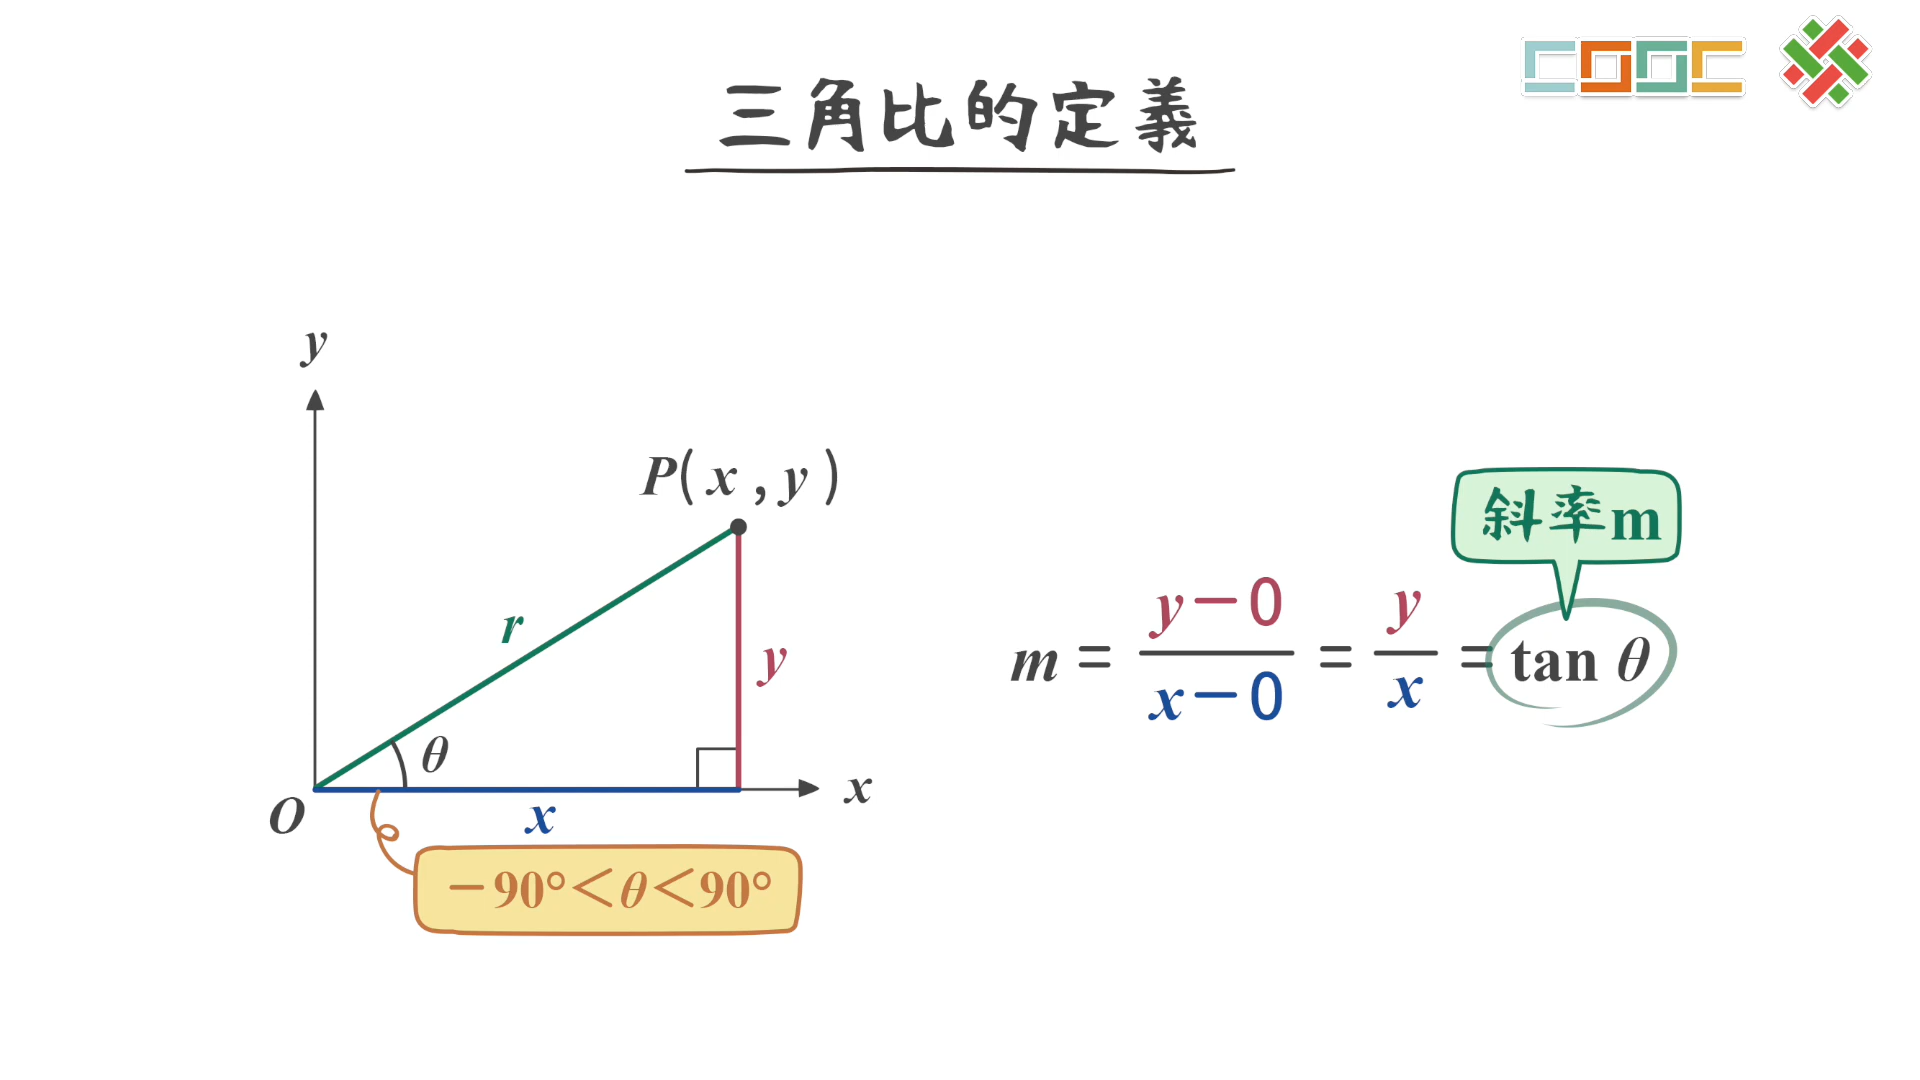 三角比的定義
y
P( x , y )
r
y
θ
O
x
x
−90°<θ<90°
斜率m
m = y−0 / x−0 = y / x = tan θ